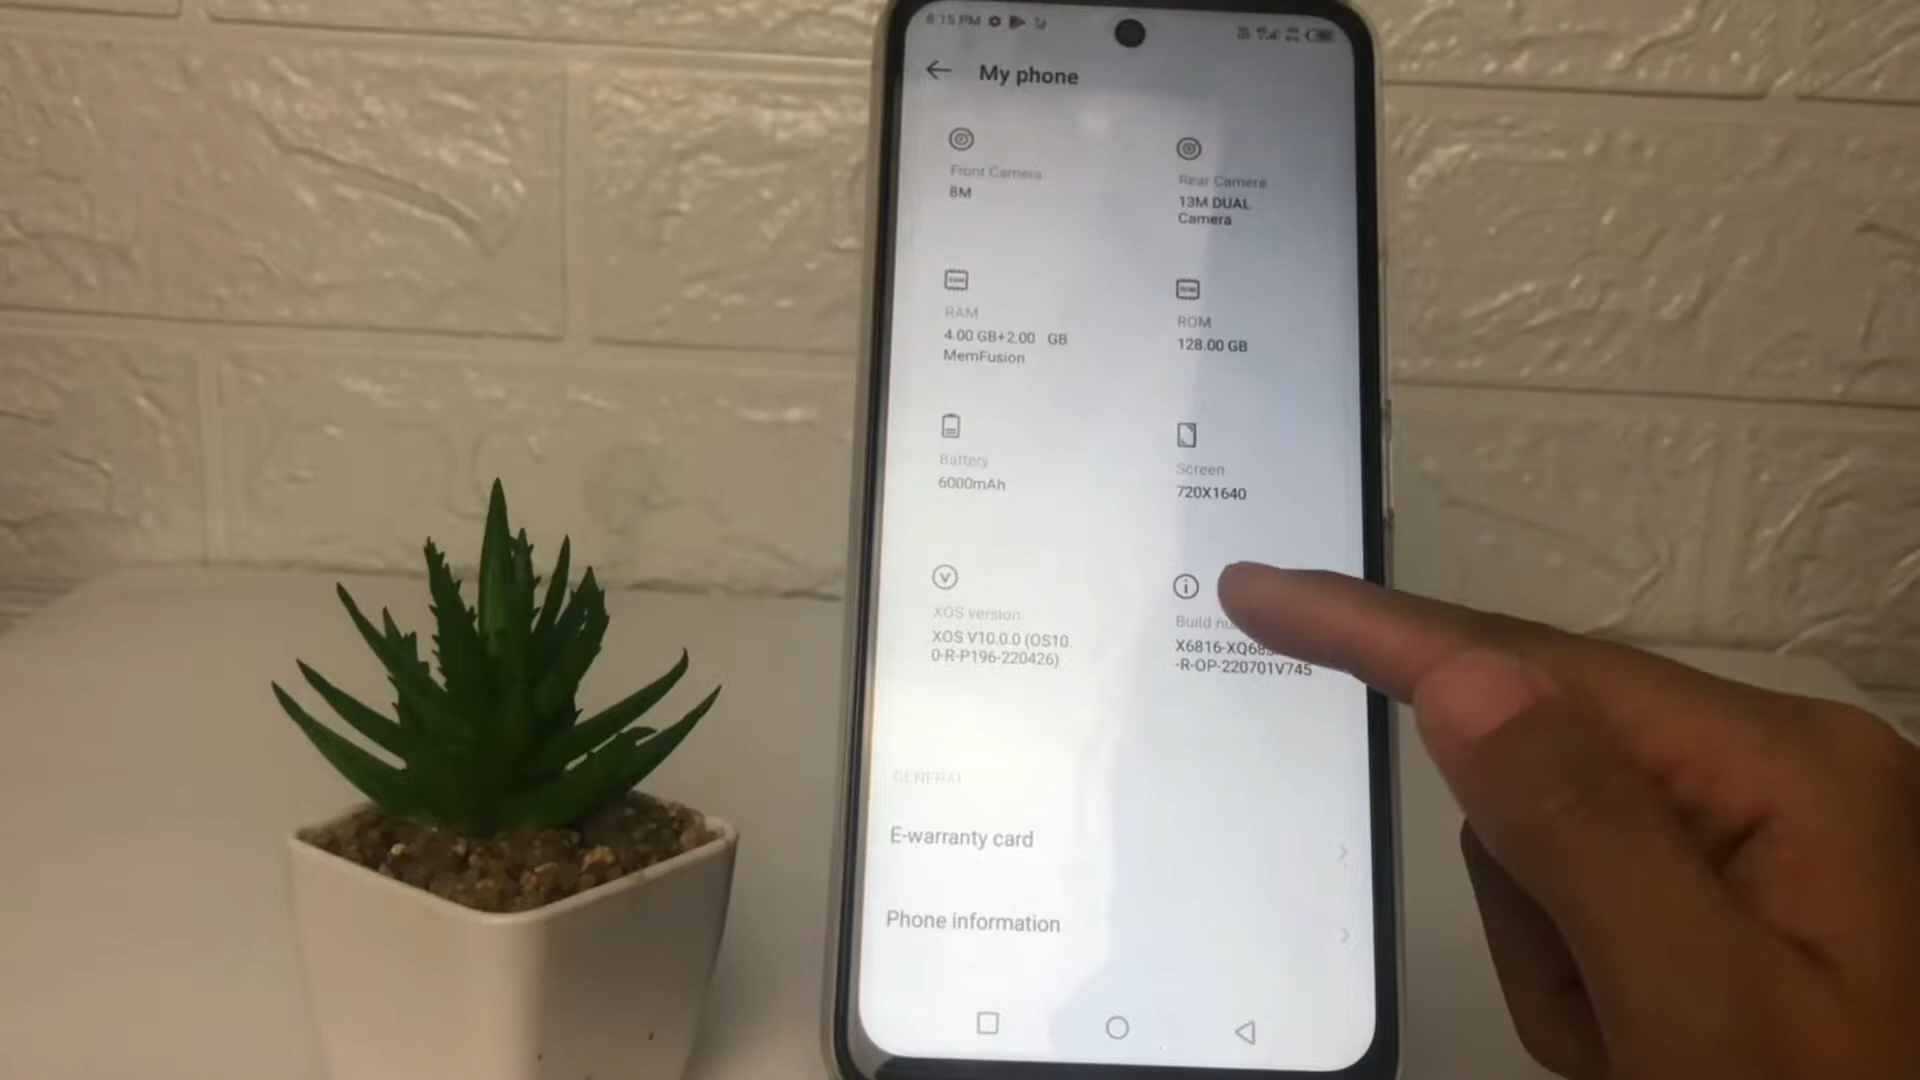 8:15 PM
My phone
Front Camera
8M
Rear Camera
13M DUAL
Camera
RAM
4.00 GB+2.00 GB
MemFusion
ROM
128.00 GB
Battery
6000mAh
Screen
720X1640
XOS version
XOS V10.0.0 (OS10.
0-R-P196-220426)
Build
X6816-XQ68
-R-OP-220701V745
GENERAL
E-warranty card
Phone information